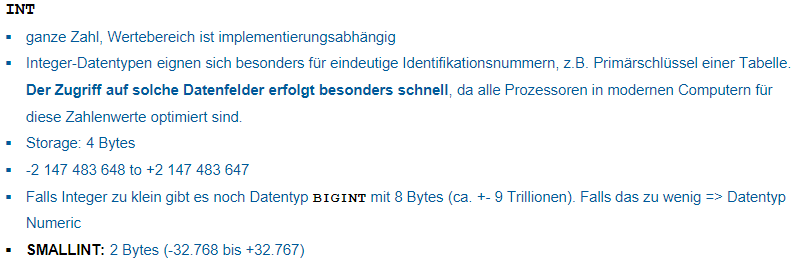 INT
▪ ganze Zahl, Wertebereich ist implementierungsabhängig
▪ Integer-Datentypen eignen sich besonders für eindeutige Identifikationsnummern, z.B. Primärschlüssel einer Tabelle.
Der Zugriff auf solche Datenfelder erfolgt besonders schnell, da alle Prozessoren in modernen Computern für
diese Zahlenwerte optimiert sind.
▪ Storage: 4 Bytes
▪ -2 147 483 648 to +2 147 483 647
▪ Falls Integer zu klein gibt es noch Datentyp BIGINT mit 8 Bytes (ca. +- 9 Trillionen). Falls das zu wenig => Datentyp
Numeric
▪ SMALLINT: 2 Bytes (-32.768 bis +32.767)